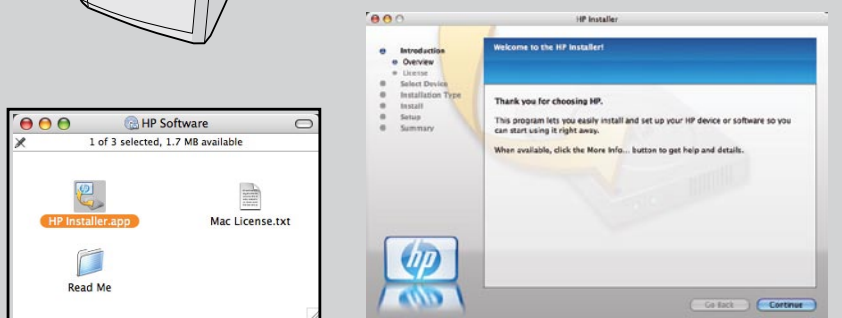 HP Software
1 of 3 selected, 1.7 MB available
HP Installer.app
Mac License.txt
Read Me
HP Installer
Introduction
Overview
License
Select Device
Installation Type
Install
Setup
Summary
Welcome to the HP Installer!
Thank you for choosing HP.
This program lets you easily install and set up your HP device or software so you
can start using it right away.
When available, click the More Info... button to get help and details.
hp
Go Back
Continue